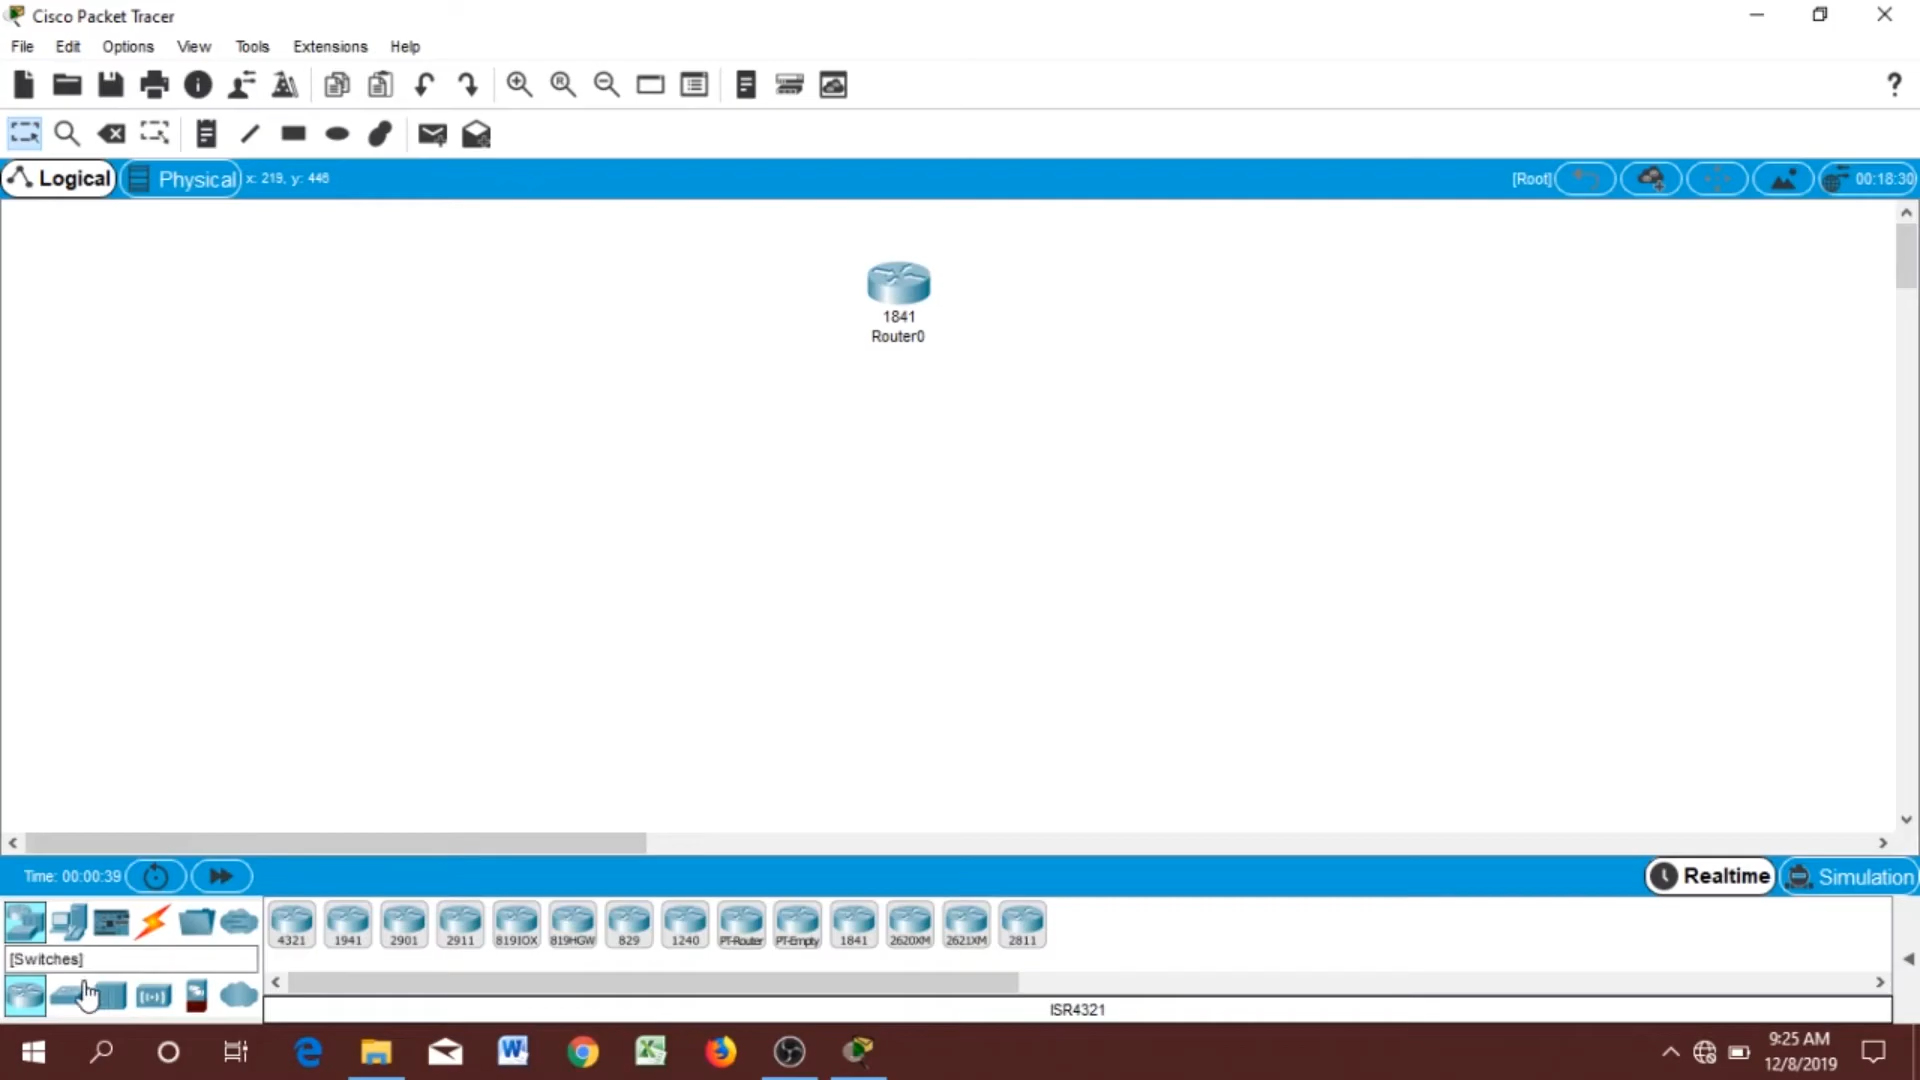 Cisco Packet Tracer
File Edit Options View Tools Extensions Help
Logical Physical x: 219, y: 446 [Root] 00:18:30
1841
Router0
Time: 00:00:39 Realtime Simulation
4321 1941 2901 2911 819IOX 819HGW 829 1240 PT-Router PT-Empty 1841 2620XM 2621XM 2811
[Switches]
ISR4321
9:25 AM
12/8/2019